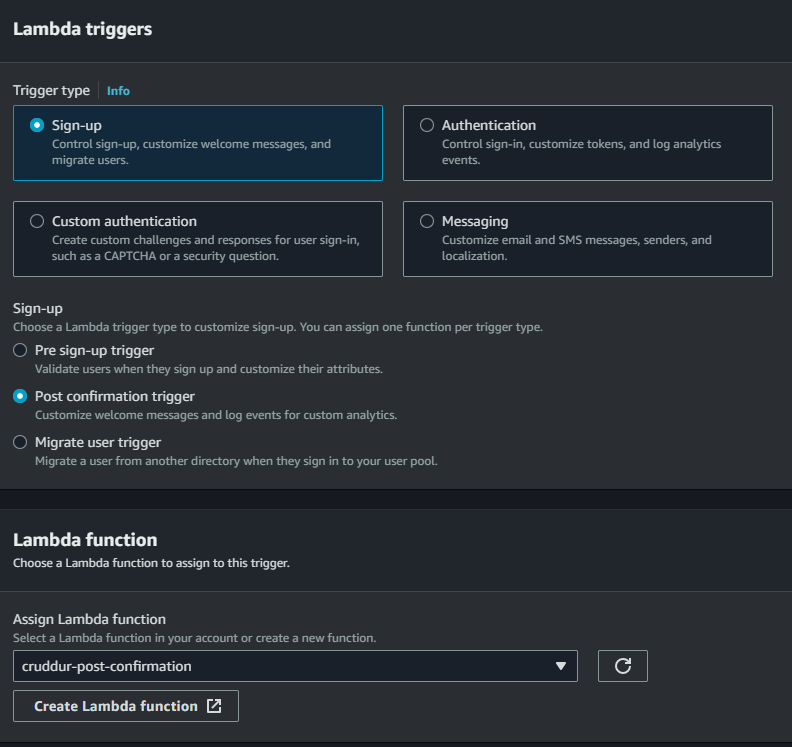 Lambda triggers
Trigger type
Info
Sign-up
Control sign-up, customize welcome messages, and
migrate users.
Authentication
Control sign-in, customize tokens, and log analytics
events.
Custom authentication
Create custom challenges and responses for user sign-in,
such as a CAPTCHA or a security question.
Messaging
Customize email and SMS messages, senders, and
localization.
Sign-up
Choose a Lambda trigger type to customize sign-up. You can assign one function per trigger type.
Pre sign-up trigger
Validate users when they sign up and customize their attributes.
Post confirmation trigger
Customize welcome messages and log events for custom analytics.
Migrate user trigger
Migrate a user from another directory when they sign in to your user pool.
Lambda function
Choose a Lambda function to assign to this trigger.
Assign Lambda function
Select a Lambda function in your account or create a new function.
cruddur-post-confirmation
Create Lambda function